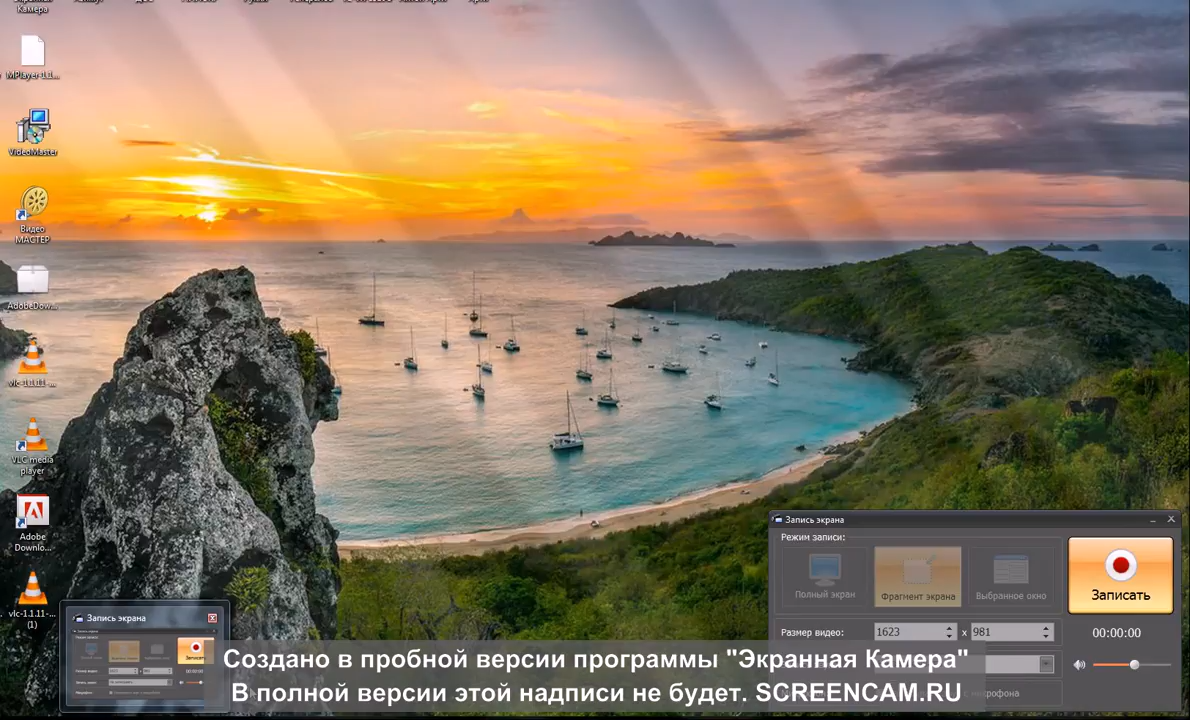 Камера
MPlayer-1.1...
VideoMaster
Видео
МАСТЕР
AdobeDow...
vlc-1.1.11-...
VLC media
player
Adobe
Downlo...
vlc-1.1.11-...
(1)
Запись экрана
Режим записи:
Полный экран
Фрагмент экрана
Выбранное окно
Записать
Размер видео:
1623
x
981
00:00:00
микрофона
Запись экрана
Создано в пробной версии программы "Экранная Камера"
В полной версии этой надписи не будет. SCREENCAM.RU